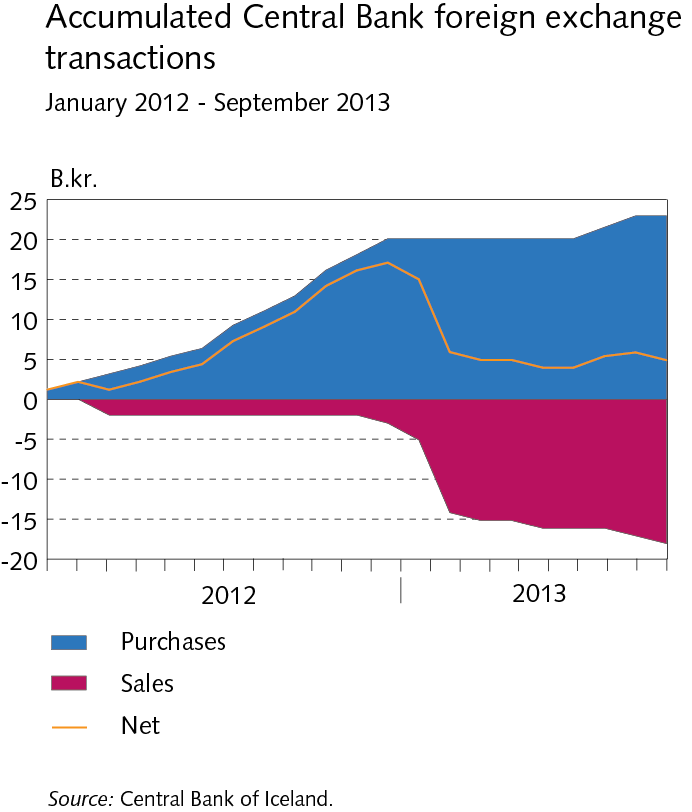 Accumulated Central Bank foreign exchange
transactions
January 2012 - September 2013
B.kr.
25
20
15
10
5
0
-5
-10
-15
-20
2012
2013
Purchases
Sales
Net
Source: Central Bank of Iceland.